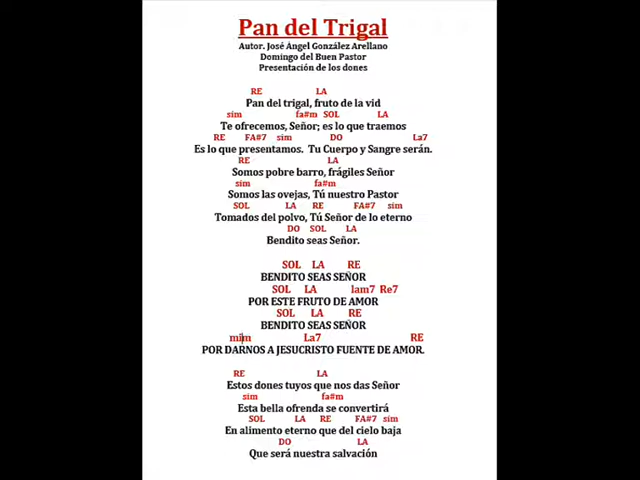 Pan del Trigal
Autor. José Ángel González Arellano
Domingo del Buen Pastor
Presentación de los dones
RE LA
Pan del trigal, fruto de la vid
sim fa#m SOL LA
Te ofrecemos, Señor; es lo que traemos
RE FA#7 sim DO La7
Es lo que presentamos. Tu Cuerpo y Sangre serán.
RE LA
Somos pobre barro, frágiles Señor
sim fa#m
Somos las ovejas, Tú nuestro Pastor
SOL LA RE FA#7 sim
Tomados del polvo, Tú Señor de lo eterno
DO SOL LA
Bendito seas Señor.
SOL LA RE
BENDITO SEAS SEÑOR
SOL LA lam7 Re7
POR ESTE FRUTO DE AMOR
SOL LA RE
BENDITO SEAS SEÑOR
mim La7 RE
POR DARNOS A JESUCRISTO FUENTE DE AMOR.
RE LA
Estos dones tuyos que nos das Señor
sim fa#m
Esta bella ofrenda se convertirá
SOL LA RE FA#7 sim
En alimento eterno que del cielo baja
DO LA
Que será nuestra salvación